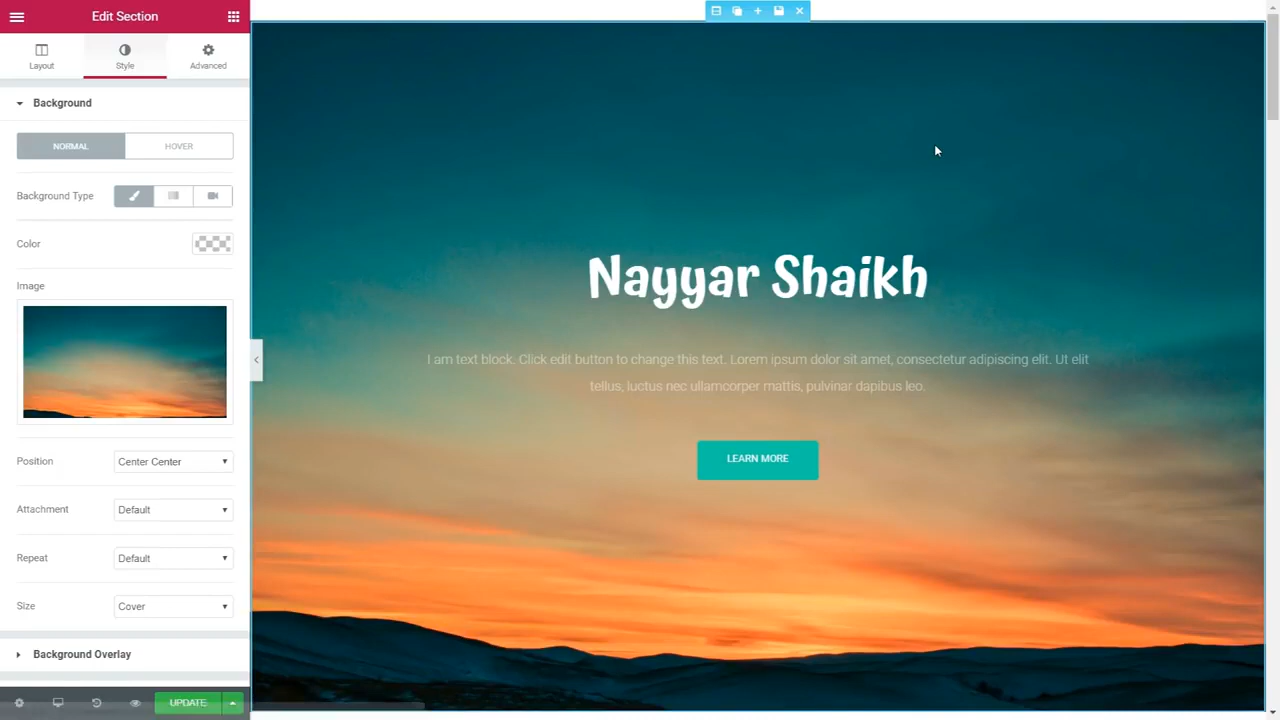 Edit Section
Layout
Style
Advanced
Background
NORMAL
HOVER
Background Type
Color
Image
Position
Center Center
Attachment
Default
Repeat
Default
Size
Cover
Background Overlay
UPDATE
Nayyar Shaikh
I am text block. Click edit button to change this text. Lorem ipsum dolor sit amet, consectetur adipiscing elit. Ut elit
tellus, luctus nec ullamcorper mattis, pulvinar dapibus leo.
LEARN MORE